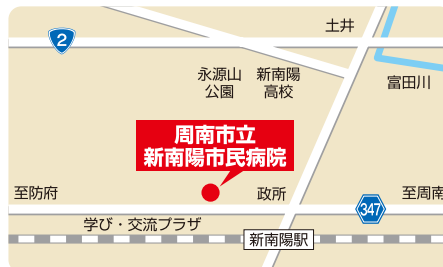 土井
2
永源山
公園
新南陽
高校
富田川
周南市立
新南陽市民病院
至防府
政所
347
至周南
学び・交流プラザ
新南陽駅